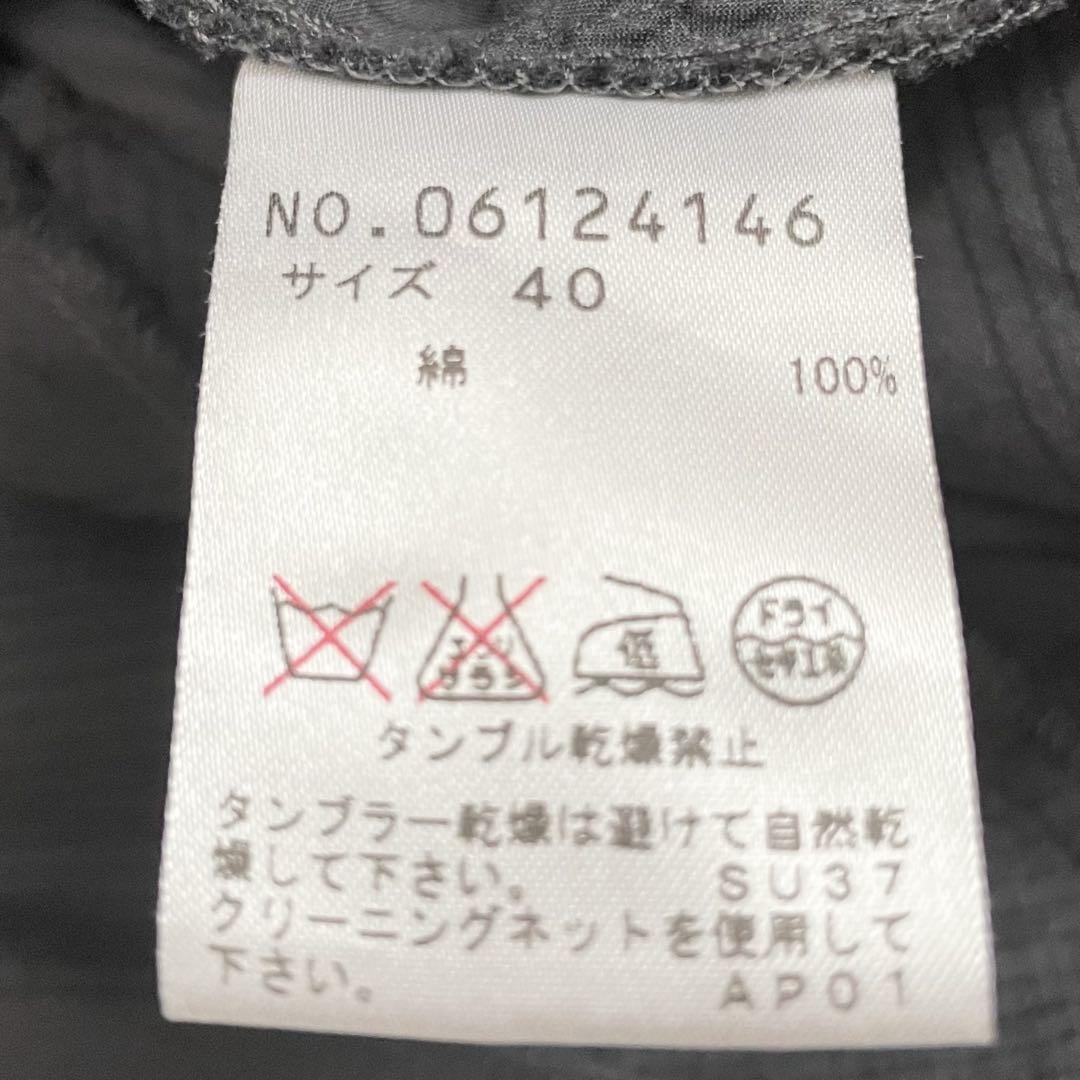 NO.06124146
サイズ 40
綿 100%
エンソ
サラシ
低
ドライ
セキユ系
タンブル乾燥禁止
タンブラー乾燥は避けて自然乾
燥して下さい。 SU37
クリーニングネットを使用して
下さい。 AP01